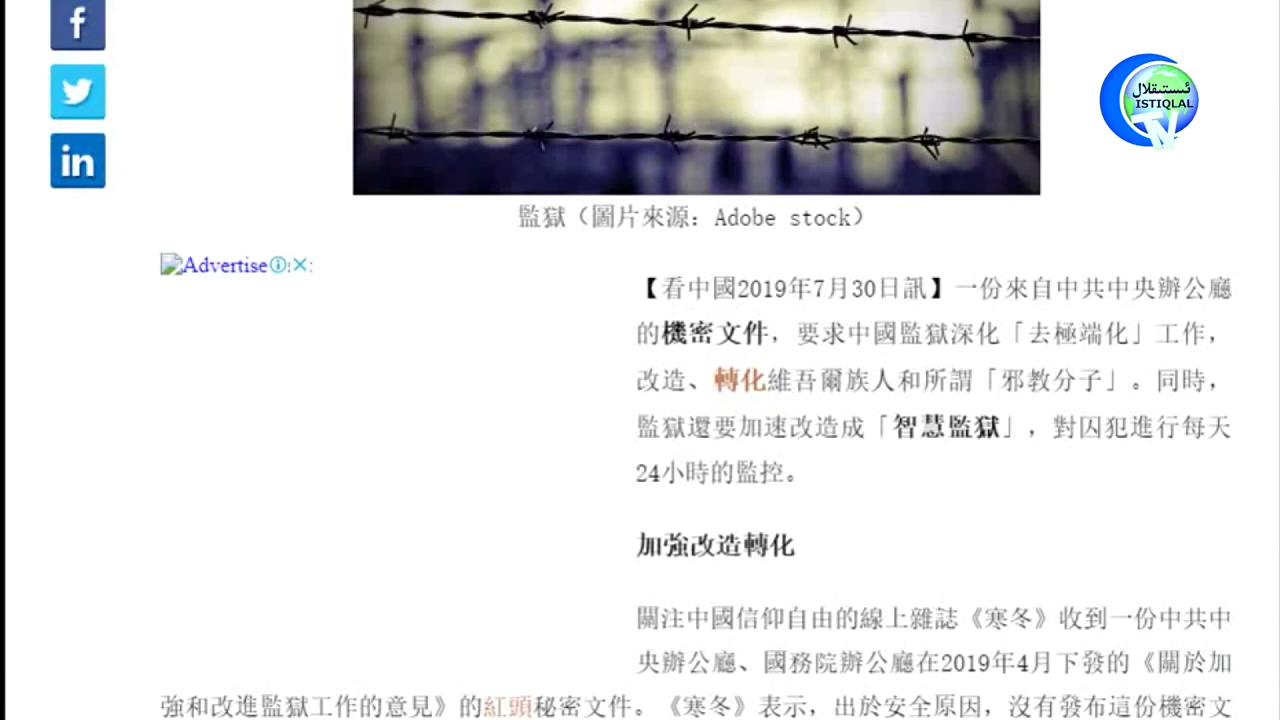 f
in
ئىستىقلال
ISTIQLAL
TV
監獄（圖片來源：Adobe stock）
Advertise
【看中國2019年7月30日訊】一份來自中共中央辦公廳
的機密文件，要求中國監獄深化「去極端化」工作，
改造、轉化維吾爾族人和所謂「邪教分子」。同時，
監獄還要加速改造成「智慧監獄」，對囚犯進行每天
24小時的監控。
加強改造轉化
關注中國信仰自由的線上雜誌《寒冬》收到一份中共中
央辦公廳、國務院辦公廳在2019年4月下發的《關於加
強和改進監獄工作的意見》的紅頭秘密文件。《寒冬》表示，出於安全原因，沒有發布這份機密文